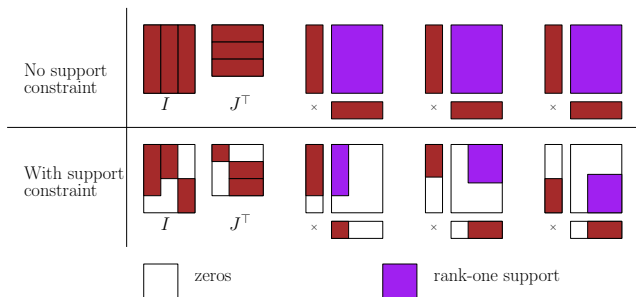 No support
constraint
I
J⊤
×
×
×
With support
constraint
I
J⊤
×
×
×
zeros
rank-one support